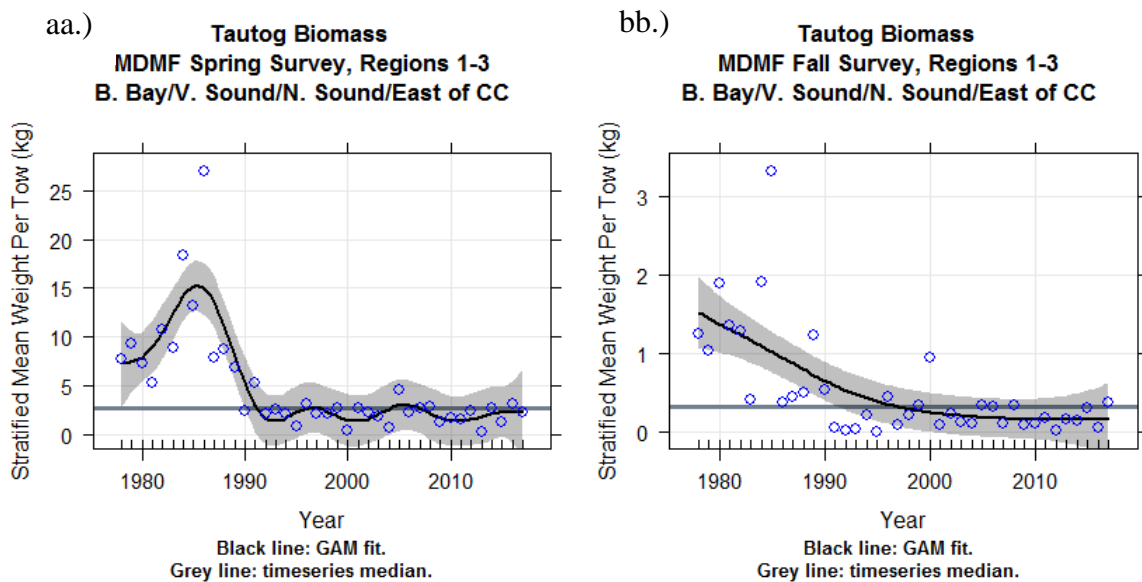 aa.)
Tautog Biomass
MDMF Spring Survey, Regions 1-3
B. Bay/V. Sound/N. Sound/East of CC
Stratified Mean Weight Per Tow (kg)
25
20
15
10
5
0
1980
1990
2000
2010
Year
Black line: GAM fit.
Grey line: timeseries median.
bb.)
Tautog Biomass
MDMF Fall Survey, Regions 1-3
B. Bay/V. Sound/N. Sound/East of CC
Stratified Mean Weight Per Tow (kg)
3
2
1
0
1980
1990
2000
2010
Year
Black line: GAM fit.
Grey line: timeseries median.